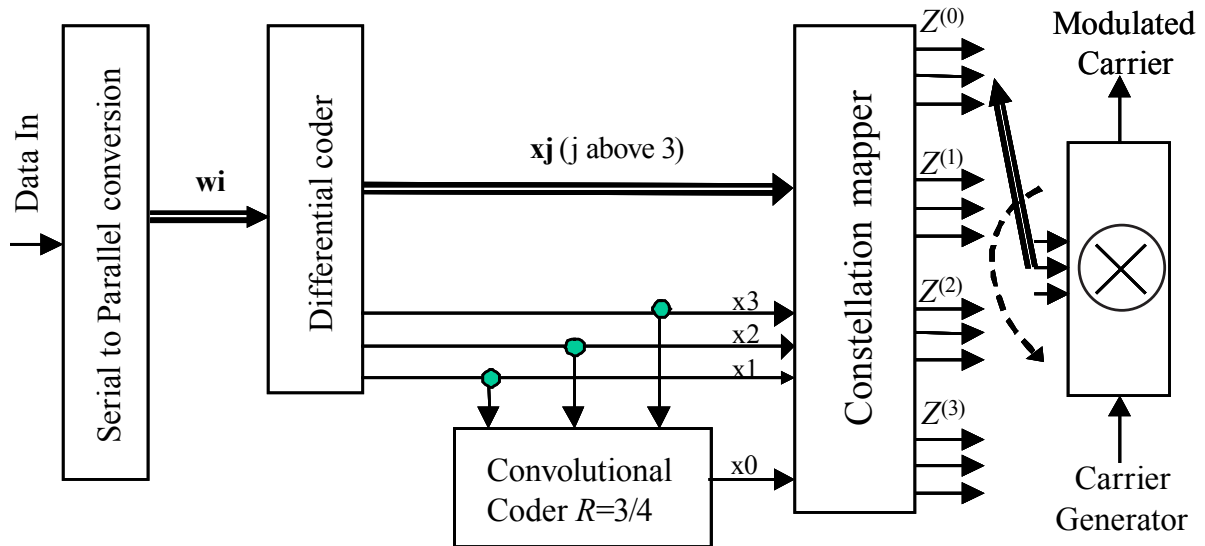 Data In
Serial to Parallel conversion
wi
Differential coder
xj (j above 3)
x3
x2
x1
Convolutional
Coder R=3/4
x0
Constellation mapper
Z(0)
Z(1)
Z(2)
Z(3)
Modulated
Carrier
Carrier
Generator